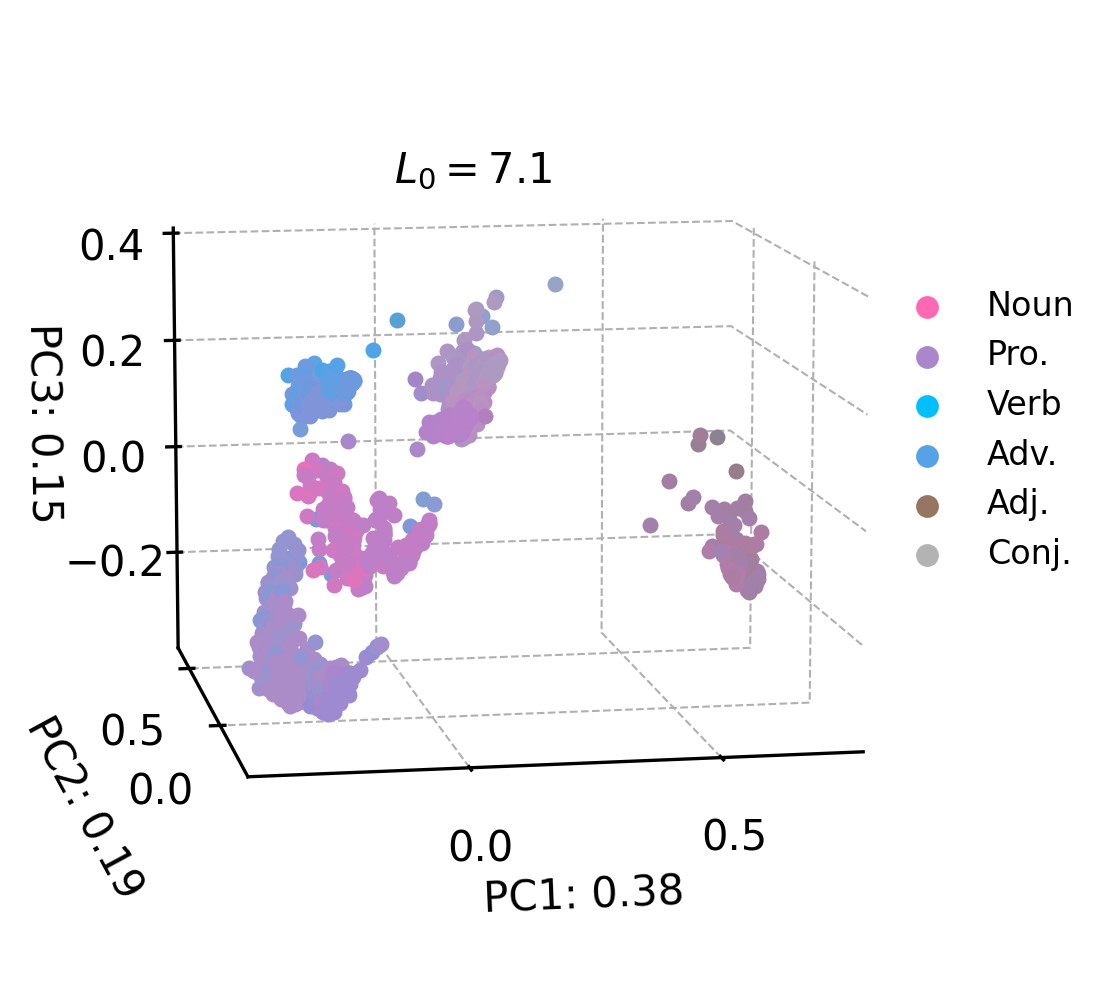 L₀ = 7.1
0.4
0.2
0.0
−0.2
PC3: 0.15
0.5
0.0
PC2: 0.19
0.0
0.5
PC1: 0.38
Noun
Pro.
Verb
Adv.
Adj.
Conj.